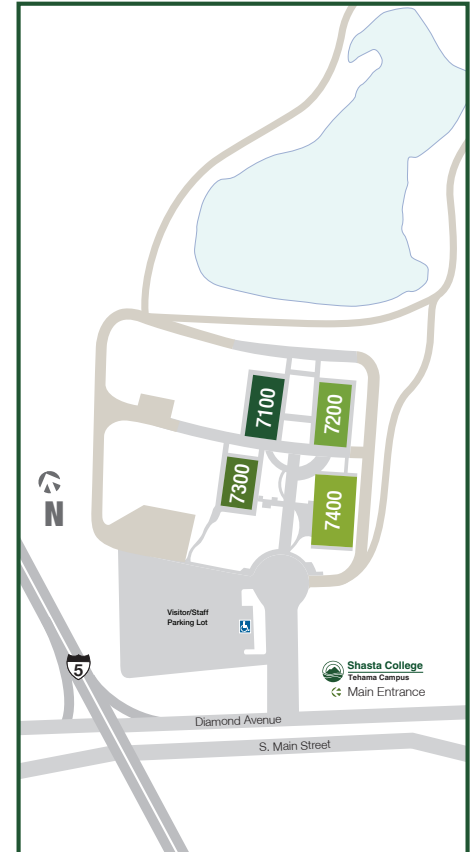 7100
7200
7300
7400
N
Visitor/Staff
Parking Lot
5
Shasta College
Tehama Campus
Main Entrance
Diamond Avenue
S. Main Street